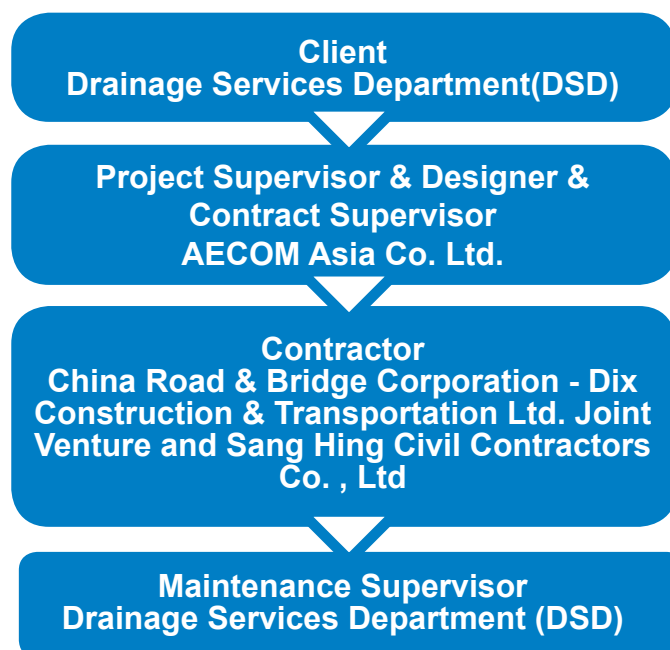 Client
Drainage Services Department(DSD)
Project Supervisor & Designer &
Contract Supervisor
AECOM Asia Co. Ltd.
Contractor
China Road & Bridge Corporation - Dix
Construction & Transportation Ltd. Joint
Venture and Sang Hing Civil Contractors
Co. , Ltd
Maintenance Supervisor
Drainage Services Department (DSD)